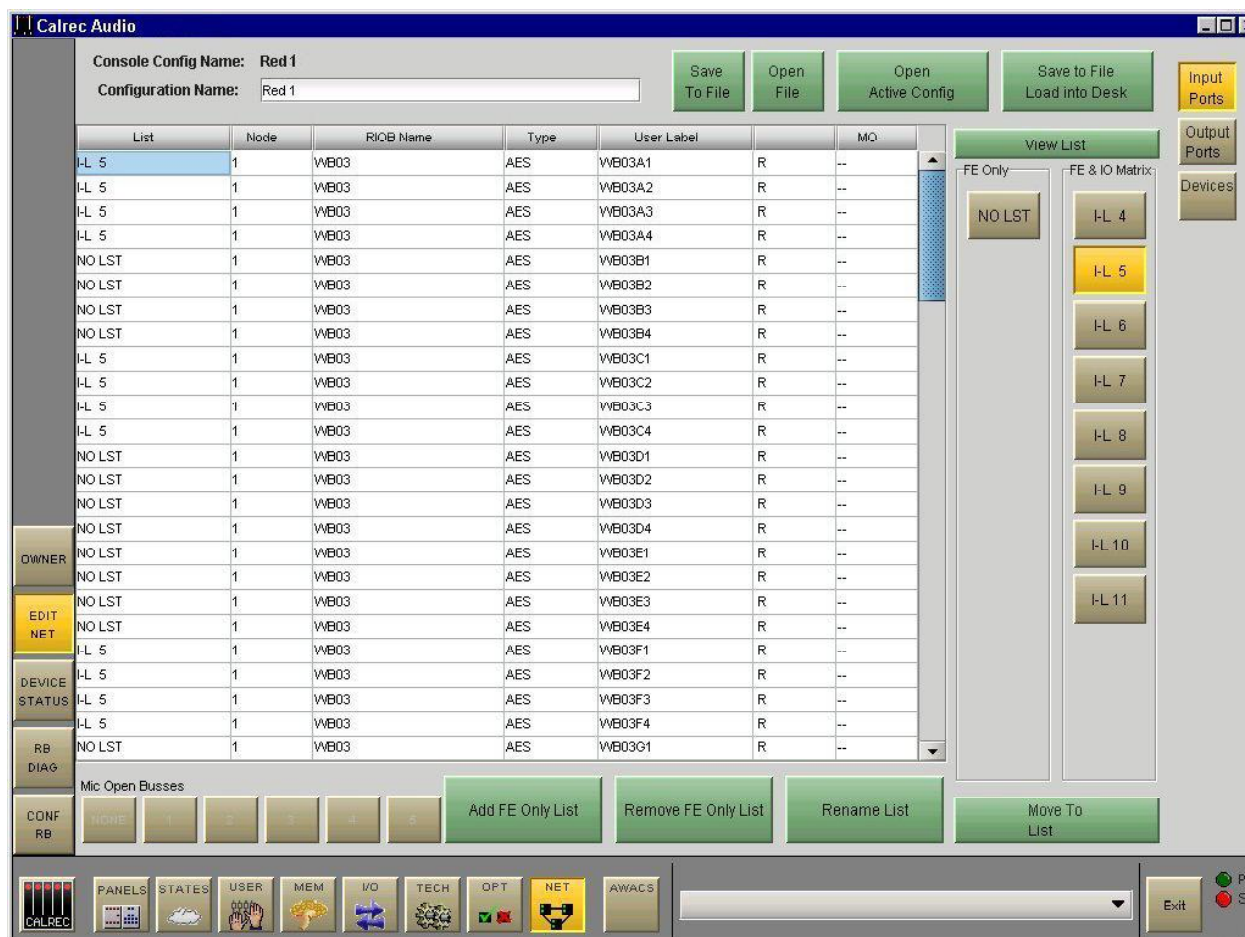 Calrec Audio
Console Config Name: Red 1
Configuration Name: Red 1
Save To File
Open File
Open Active Config
Save to File Load into Desk
Input Ports
Output Ports
Devices
List Node RIOB Name Type User Label MO
I-L 5 1 WB03 AES WB03A1 R --
I-L 5 1 WB03 AES WB03A2 R --
I-L 5 1 WB03 AES WB03A3 R --
I-L 5 1 WB03 AES WB03A4 R --
NO LST 1 WB03 AES WB03B1 R --
NO LST 1 WB03 AES WB03B2 R --
NO LST 1 WB03 AES WB03B3 R --
NO LST 1 WB03 AES WB03B4 R --
I-L 5 1 WB03 AES WB03C1 R --
I-L 5 1 WB03 AES WB03C2 R --
I-L 5 1 WB03 AES WB03C3 R --
I-L 5 1 WB03 AES WB03C4 R --
NO LST 1 WB03 AES WB03D1 R --
NO LST 1 WB03 AES WB03D2 R --
NO LST 1 WB03 AES WB03D3 R --
NO LST 1 WB03 AES WB03D4 R --
NO LST 1 WB03 AES WB03E1 R --
NO LST 1 WB03 AES WB03E2 R --
NO LST 1 WB03 AES WB03E3 R --
NO LST 1 WB03 AES WB03E4 R --
I-L 5 1 WB03 AES WB03F1 R --
I-L 5 1 WB03 AES WB03F2 R --
I-L 5 1 WB03 AES WB03F3 R --
I-L 5 1 WB03 AES WB03F4 R --
NO LST 1 WB03 AES WB03G1 R --
View List
FE Only
NO LST
FE & IO Matrix
I-L 4
I-L 5
I-L 6
I-L 7
I-L 8
I-L 9
I-L 10
I-L 11
OWNER
EDIT NET
DEVICE STATUS
RB DIAG
CONF RB
Mic Open Busses
NONE 1 2 3 4 5
Add FE Only List
Remove FE Only List
Rename List
Move To List
CALREC
PANELS
STATES
USER
MEM
I/O
TECH
OPT
NET
AWACS
Exit
P
S